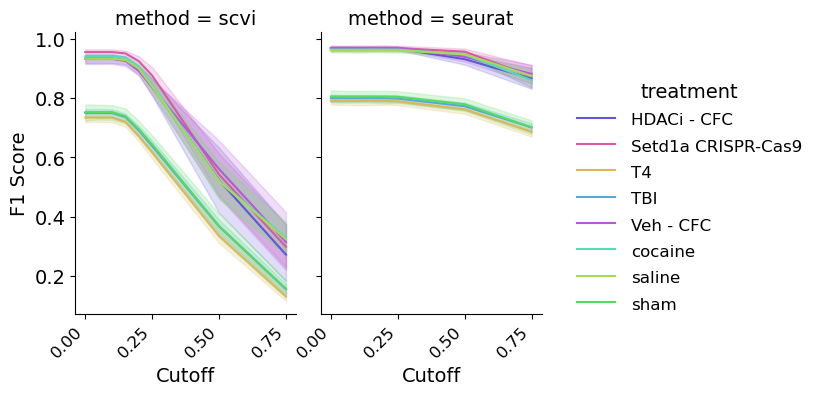 method = scvi
method = seurat
1.0
0.8
0.6
0.4
0.2
F1 Score
0.00
0.25
0.50
0.75
Cutoff
0.00
0.25
0.50
0.75
Cutoff
treatment
HDACi - CFC
Setd1a CRISPR-Cas9
T4
TBI
Veh - CFC
cocaine
saline
sham